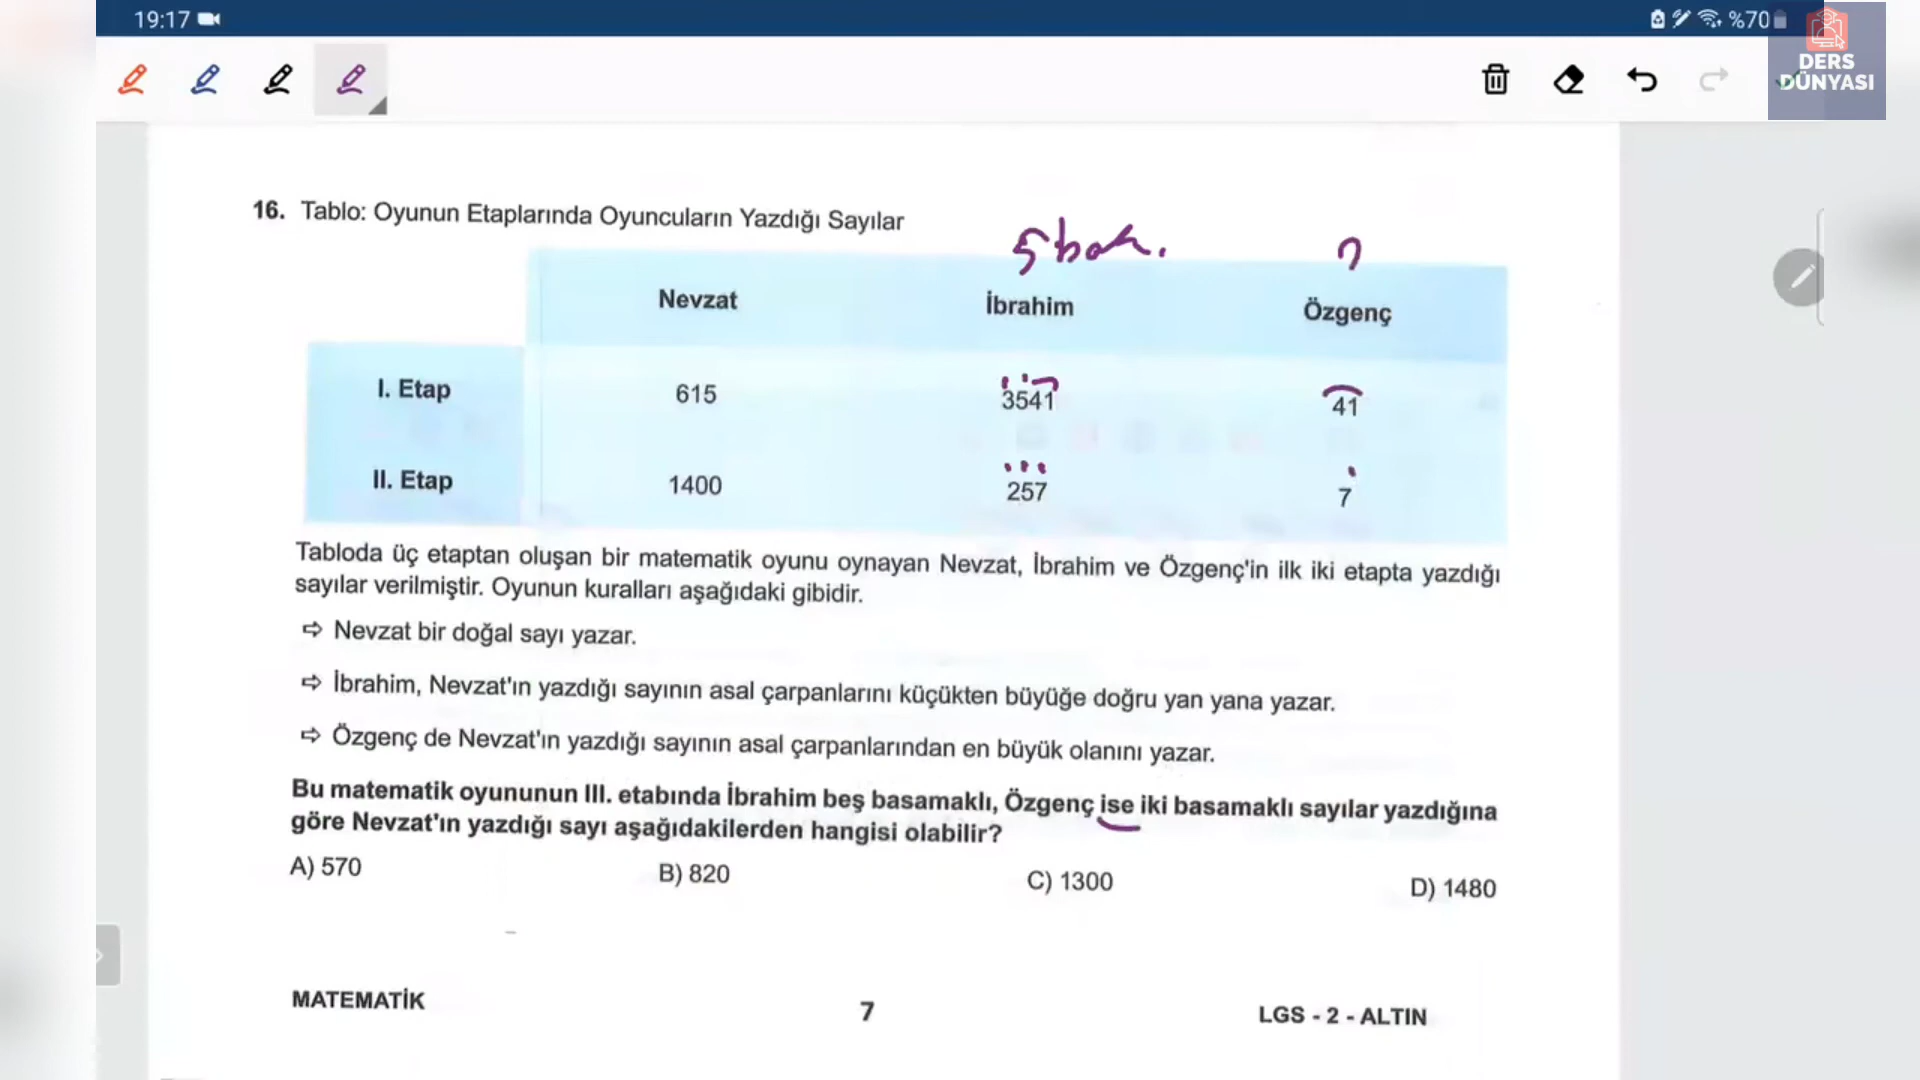 19:17
%70
DERS
DÜNYASI
16. Tablo: Oyunun Etaplarında Oyuncuların Yazdığı Sayılar
5 bas.
Nevzat İbrahim Özgenç
I. Etap 615 3541 41
II. Etap 1400 257 7
Tabloda üç etaptan oluşan bir matematik oyunu oynayan Nevzat, İbrahim ve Özgenç'in ilk iki etapta yazdığı
sayılar verilmiştir. Oyunun kuralları aşağıdaki gibidir.
⇨ Nevzat bir doğal sayı yazar.
⇨ İbrahim, Nevzat'ın yazdığı sayının asal çarpanlarını küçükten büyüğe doğru yan yana yazar.
⇨ Özgenç de Nevzat'ın yazdığı sayının asal çarpanlarından en büyük olanını yazar.
Bu matematik oyununun III. etabında İbrahim beş basamaklı, Özgenç ise iki basamaklı sayılar yazdığına
göre Nevzat'ın yazdığı sayı aşağıdakilerden hangisi olabilir?
A) 570 B) 820 C) 1300 D) 1480
MATEMATİK 7 LGS - 2 - ALTIN